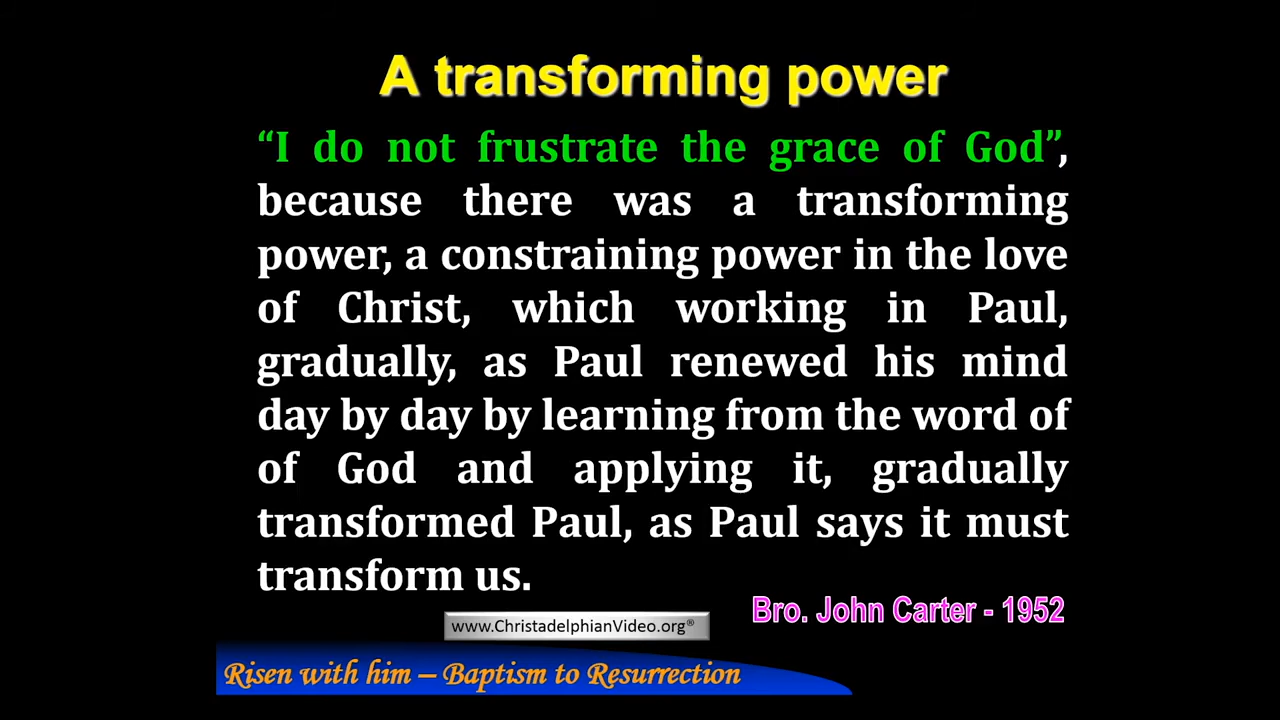 A transforming power
“I do not frustrate the grace of God”,
because there was a transforming
power, a constraining power in the love
of Christ, which working in Paul,
gradually, as Paul renewed his mind
day by day by learning from the word of
of God and applying it, gradually
transformed Paul, as Paul says it must
transform us.
Bro. John Carter - 1952
www.ChristadelphianVideo.org®
Risen with him – Baptism to Resurrection